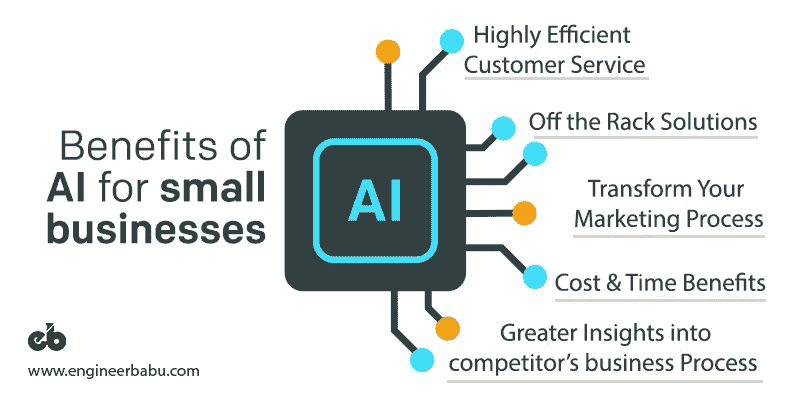 Benefits of
AI for small
businesses
AI
Highly Efficient
Customer Service
Off the Rack Solutions
Transform Your
Marketing Process
Cost & Time Benefits
Greater Insights into
competitor's business Process
eb
www.engineerbabu.com